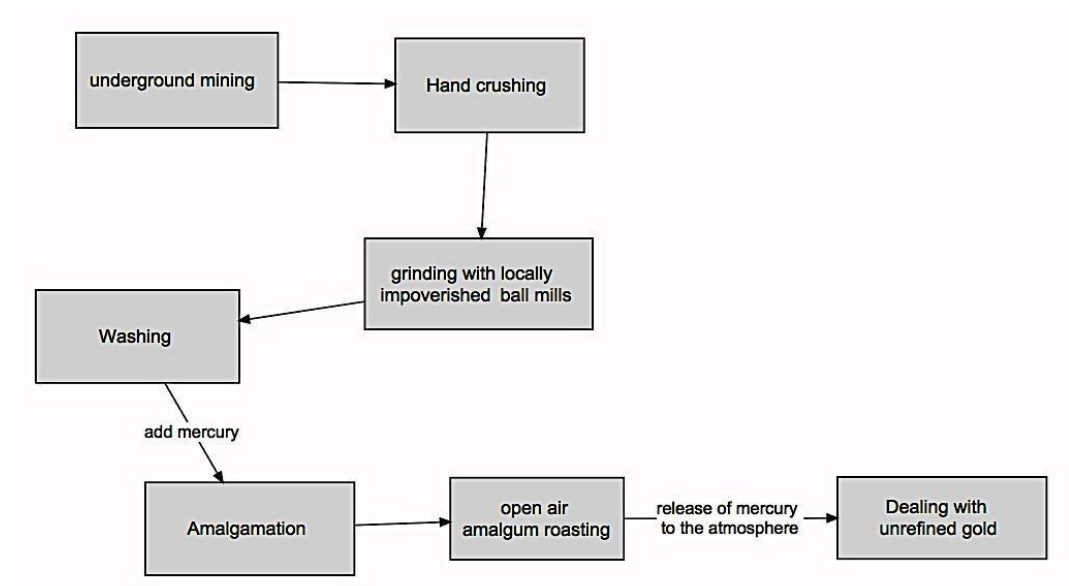 underground mining
Hand crushing
grinding with locally
impoverished ball mills
Washing
add mercury
Amalgamation
open air
amalgum roasting
release of mercury
to the atmosphere
Dealing with
unrefined gold